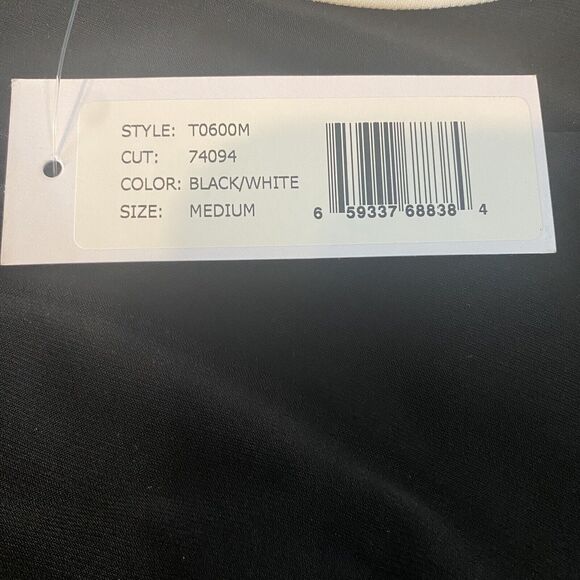 STYLE: T0600M
CUT: 74094
COLOR: BLACK/WHITE
SIZE: MEDIUM
6 59337 68838 4